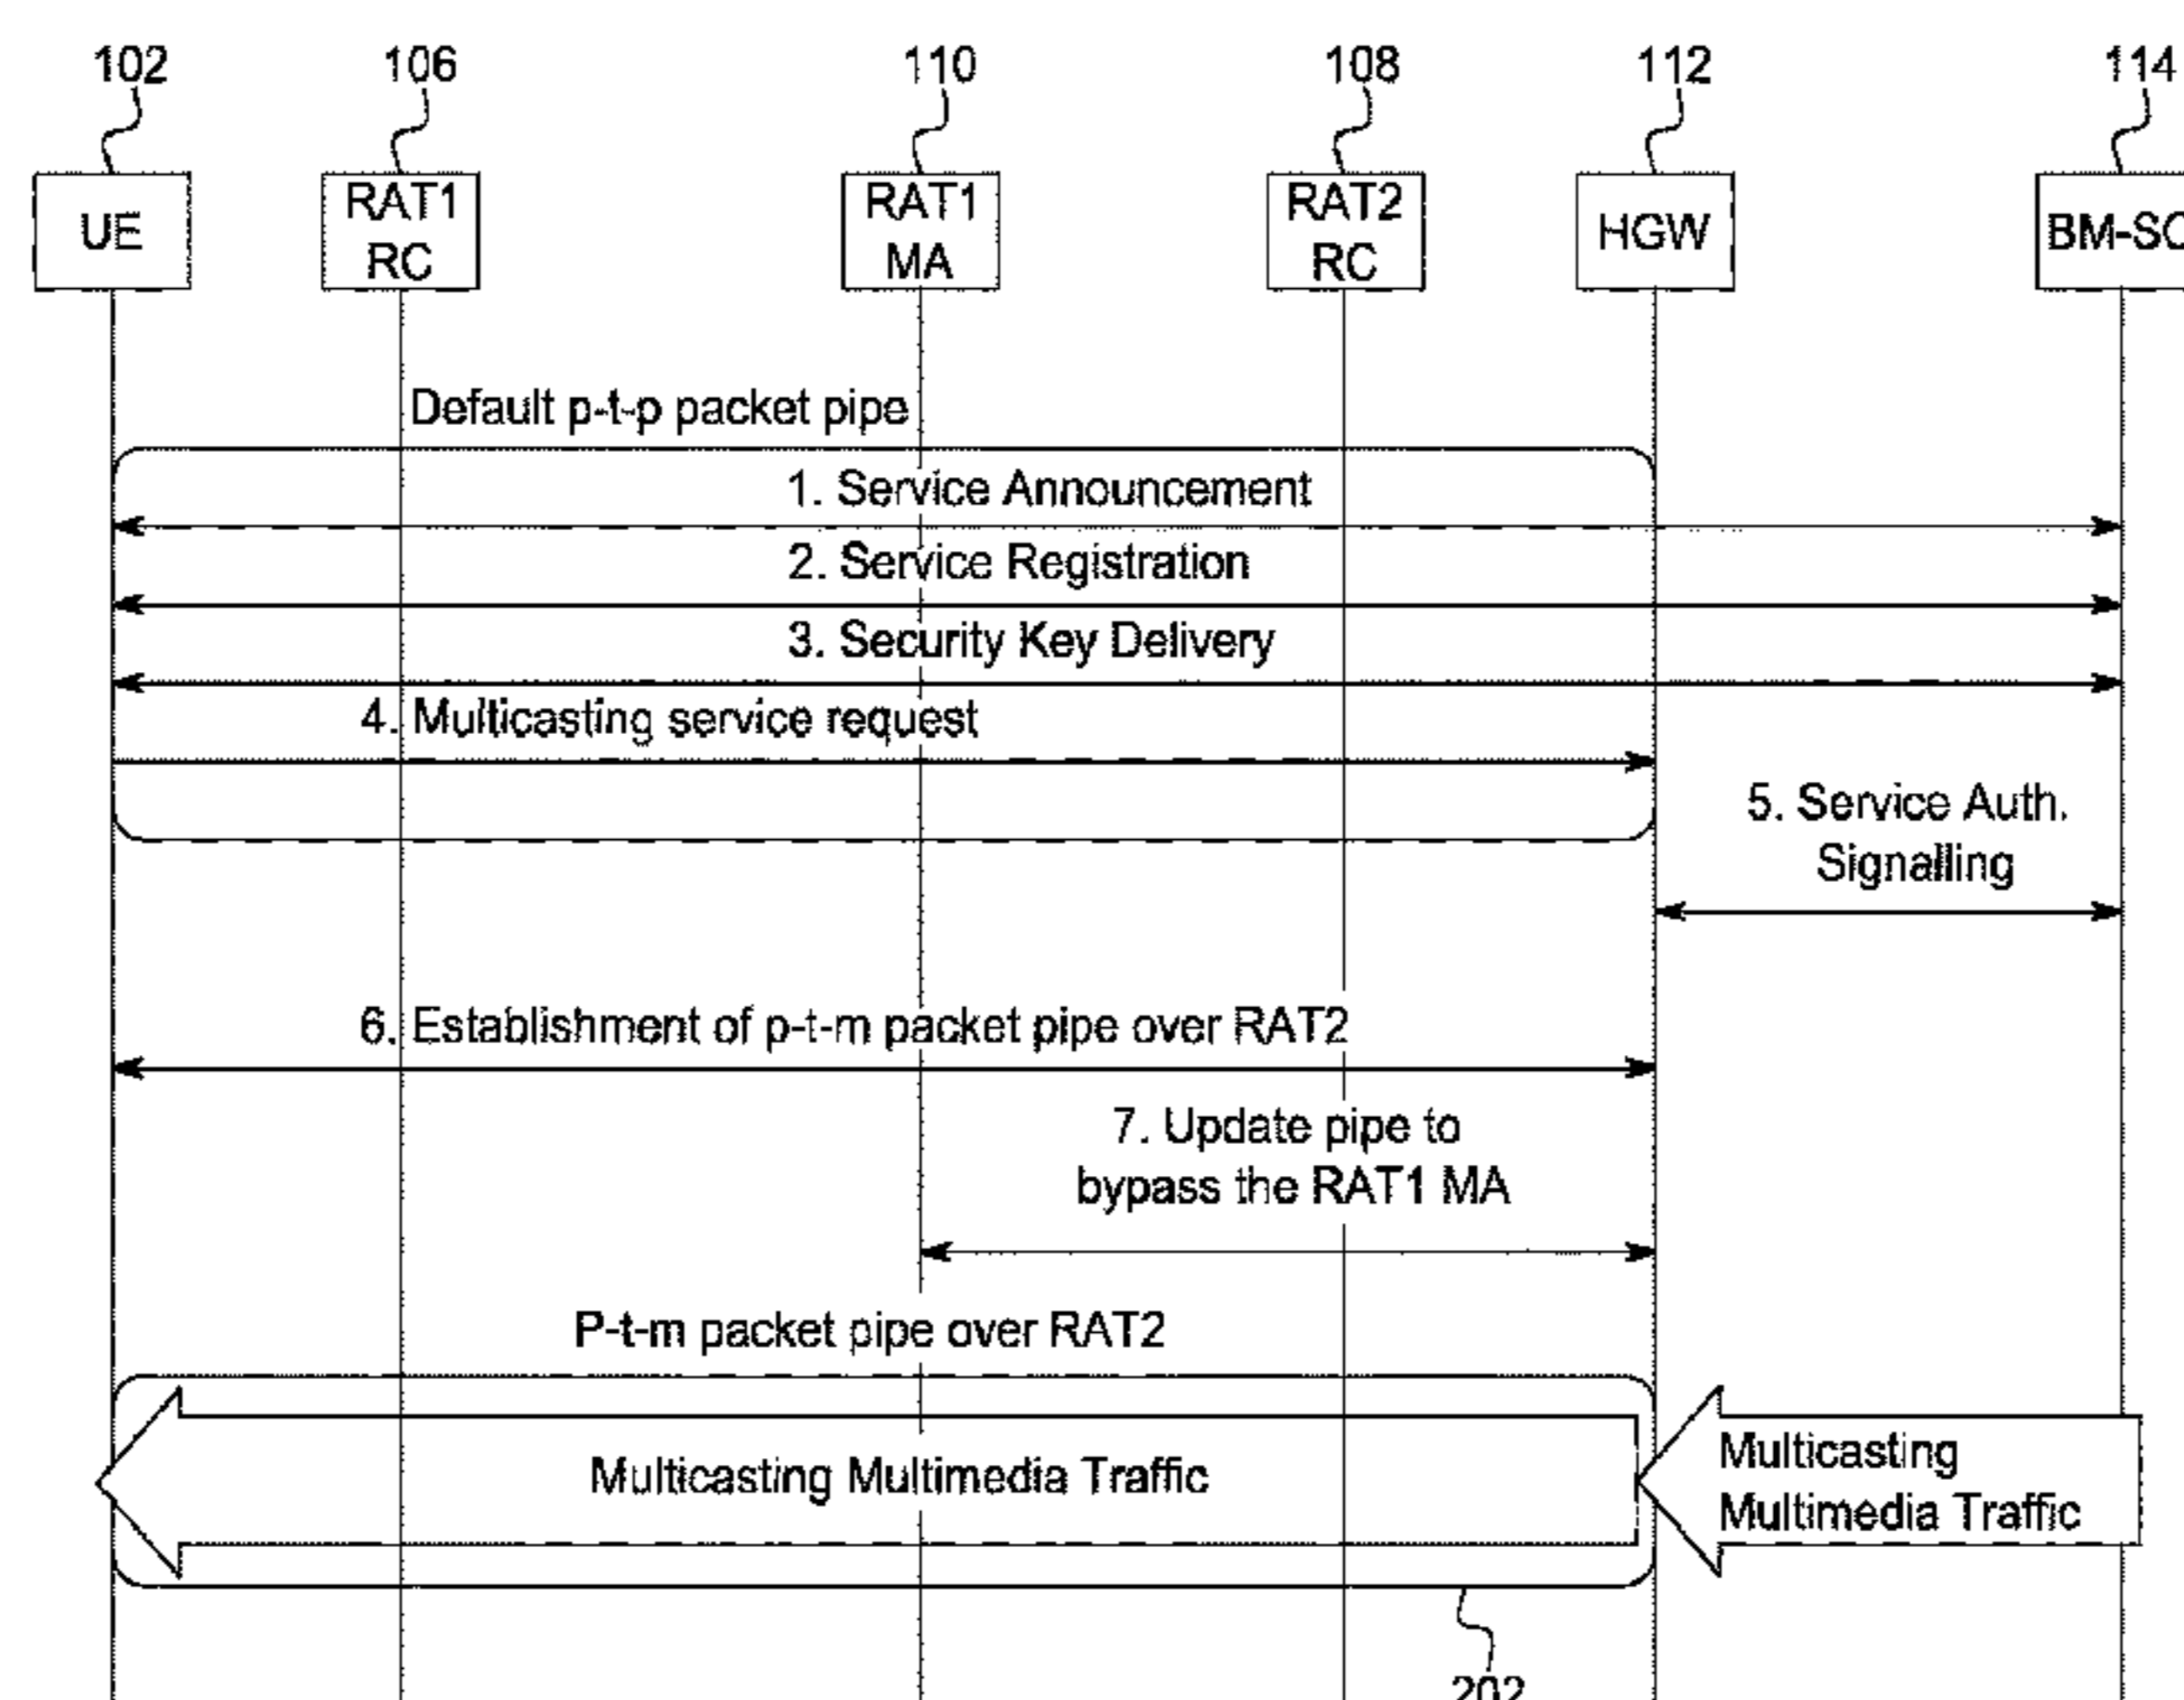 102 106 110 108 112 114
UE
RAT1
RC
RAT1
MA
RAT2
RC
HGW
BM-SC
Default p-t-p packet pipe
1. Service Announcement
2. Service Registration
3. Security Key Delivery
4. Multicasting service request
5. Service Auth.
Signalling
6. Establishment of p-t-m packet pipe over RAT2
7. Update pipe to
bypass the RAT1 MA
P-t-m packet pipe over RAT2
Multicasting Multimedia Traffic
Multicasting
Multimedia Traffic
202